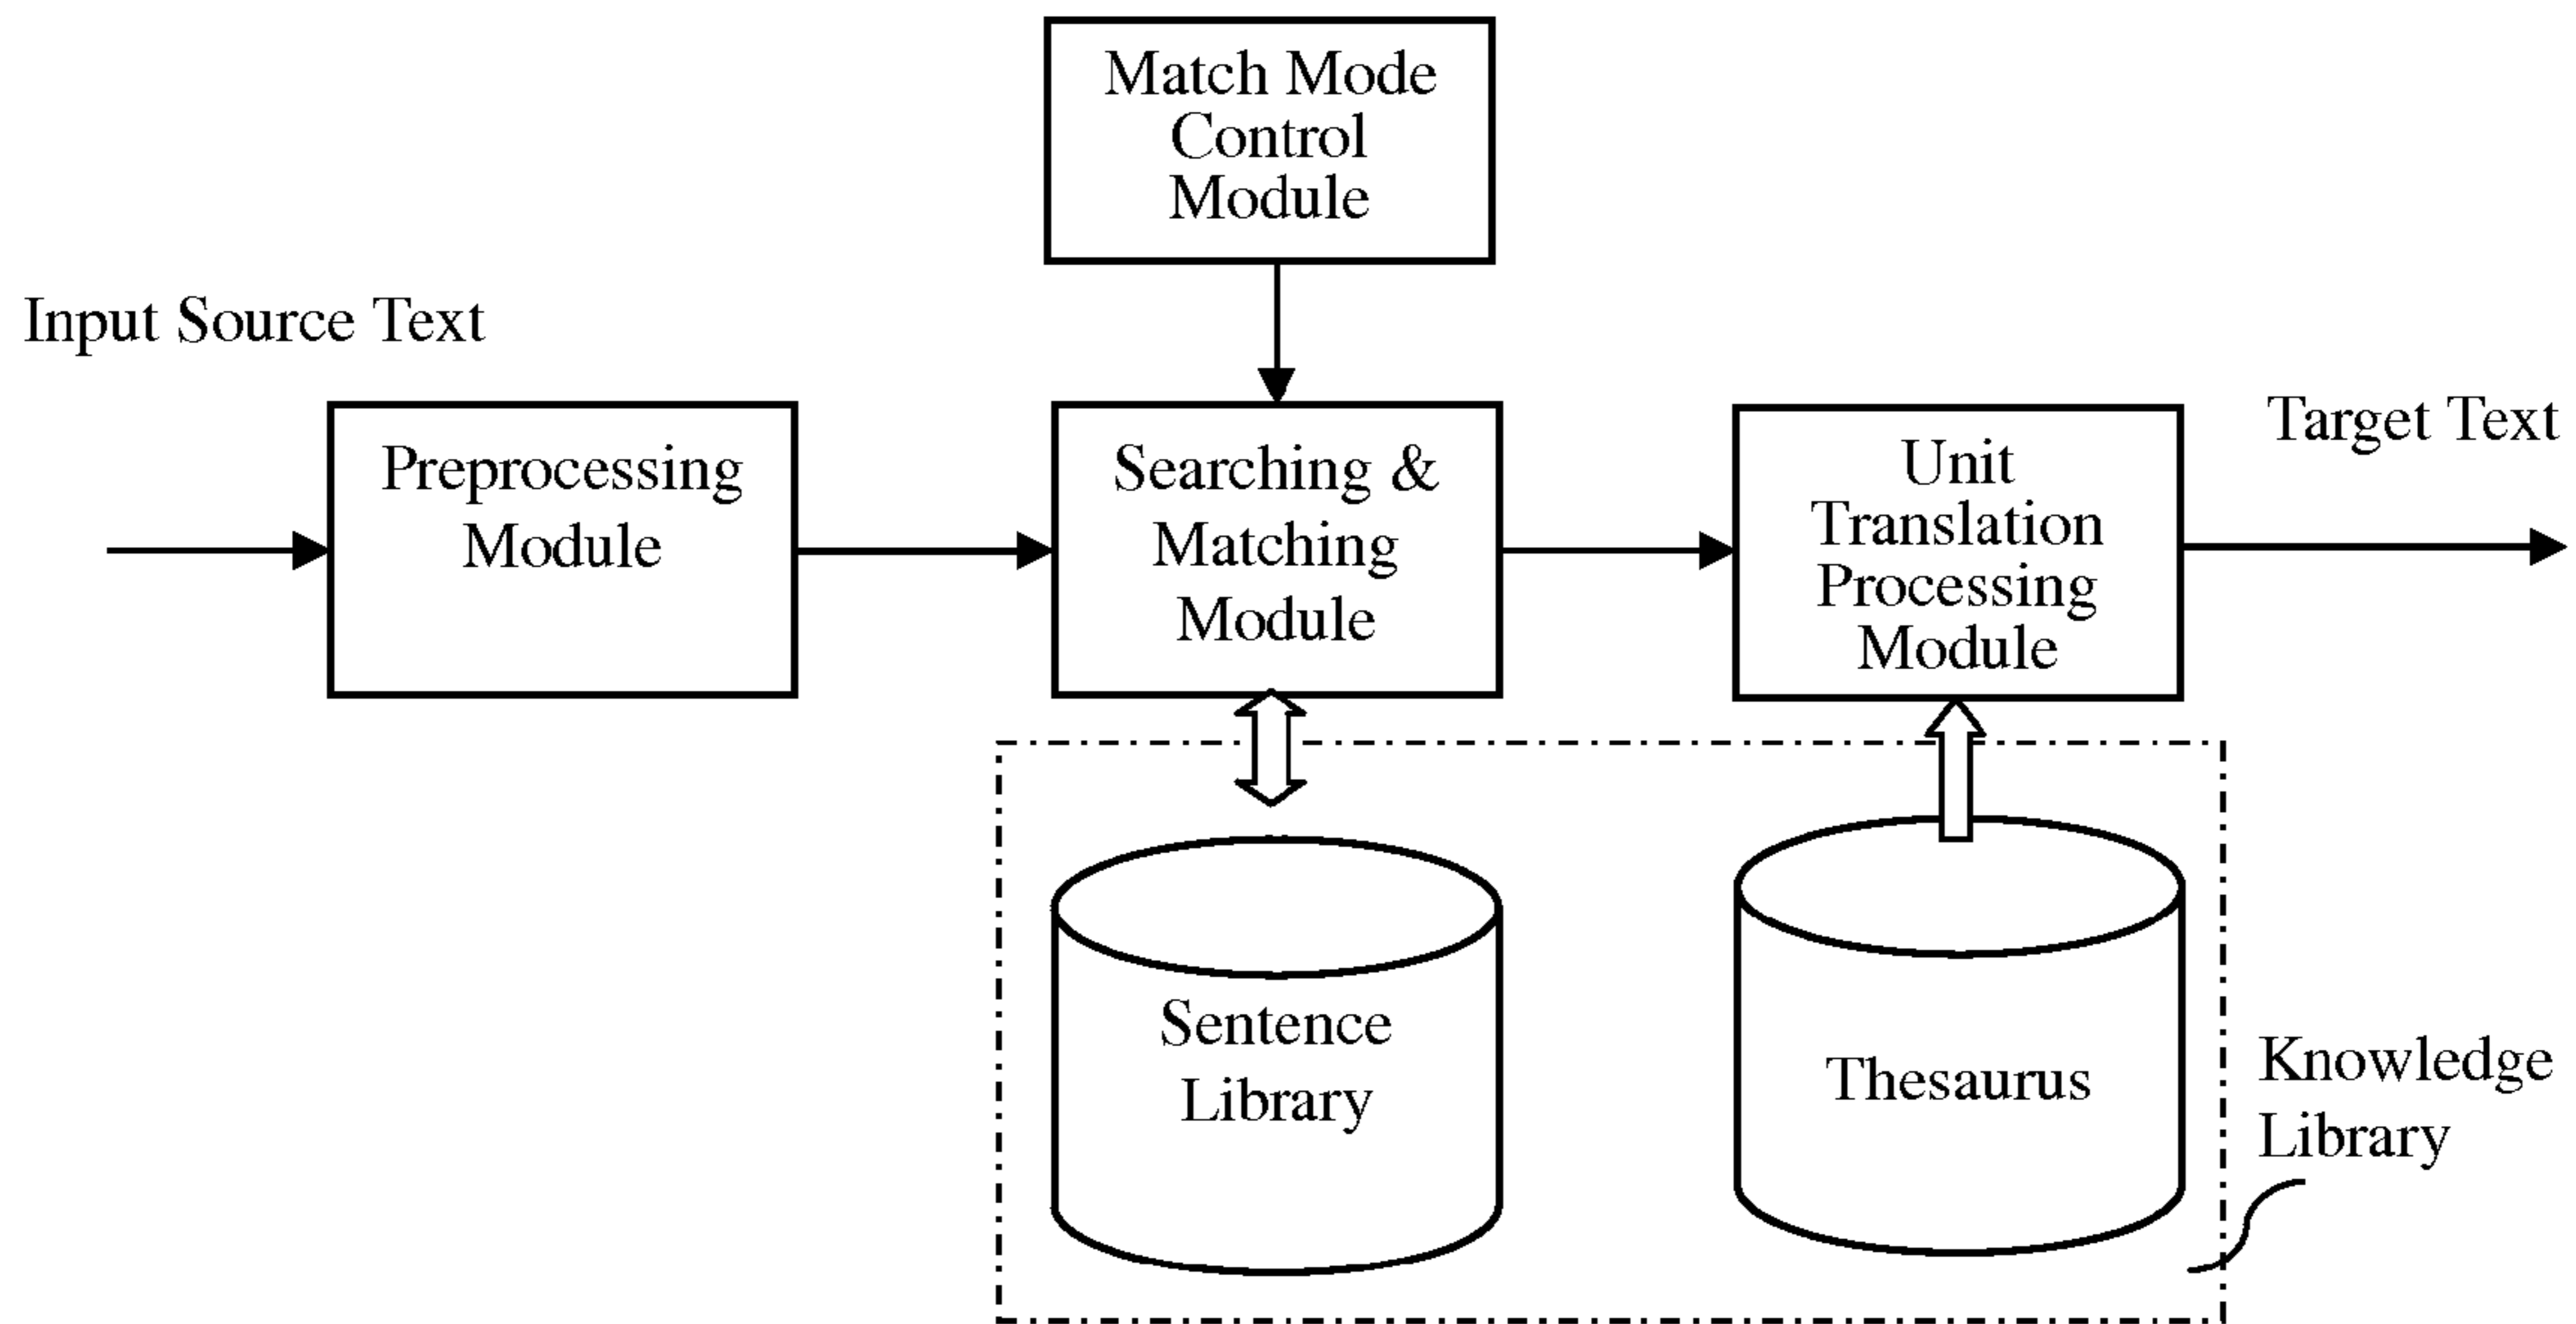 Match Mode
Control
Module
Input Source Text
Preprocessing
Module
Searching &
Matching
Module
Unit
Translation
Processing
Module
Target Text
Sentence
Library
Thesaurus
Knowledge
Library